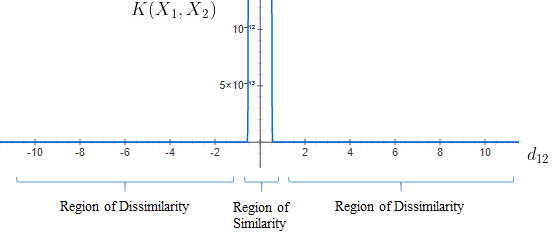 K(X₁, X₂)
10⁻¹²
5×10⁻¹³
-10 -8 -6 -4 -2 2 4 6 8 10
d₁₂
Region of Dissimilarity Region of Region of Dissimilarity
Similarity